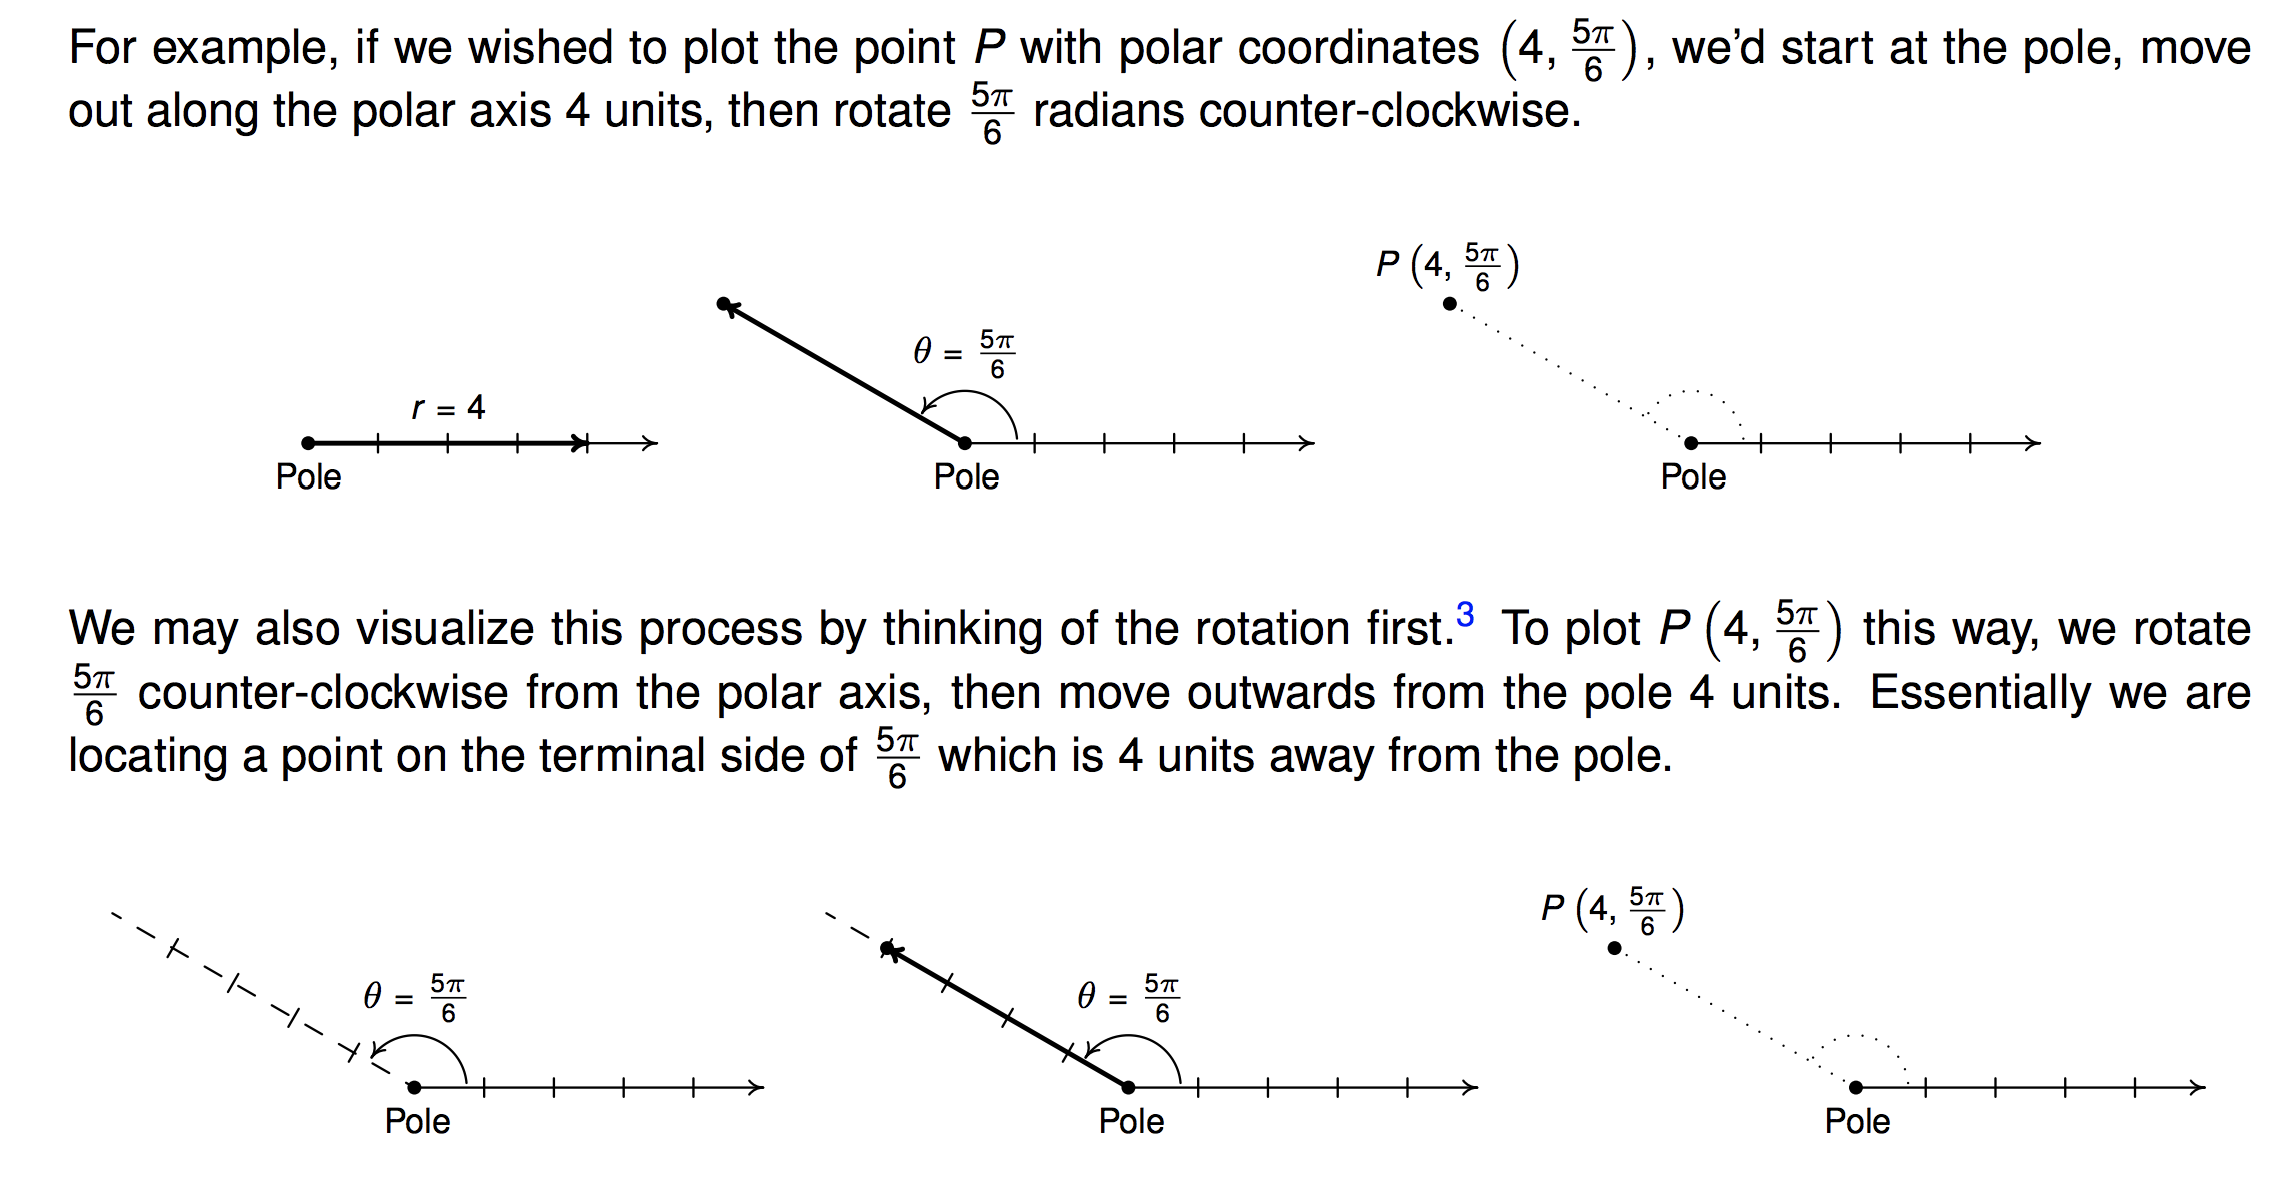 For example, if we wished to plot the point P with polar coordinates (4, 5π/6), we'd start at the pole, move
out along the polar axis 4 units, then rotate 5π/6 radians counter-clockwise.
P (4, 5π/6)
θ = 5π/6
r = 4
Pole
Pole
Pole
We may also visualize this process by thinking of the rotation first.3 To plot P (4, 5π/6) this way, we rotate
5π/6 counter-clockwise from the polar axis, then move outwards from the pole 4 units. Essentially we are
locating a point on the terminal side of 5π/6 which is 4 units away from the pole.
P (4, 5π/6)
θ = 5π/6
θ = 5π/6
Pole
Pole
Pole